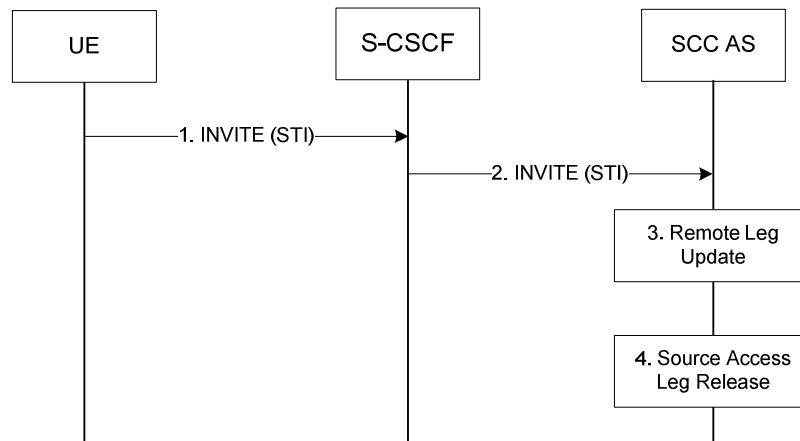 UE
S-CSCF
SCC AS
1. INVITE (STI)
2. INVITE (STI)
3. Remote Leg
Update
4. Source Access
Leg Release